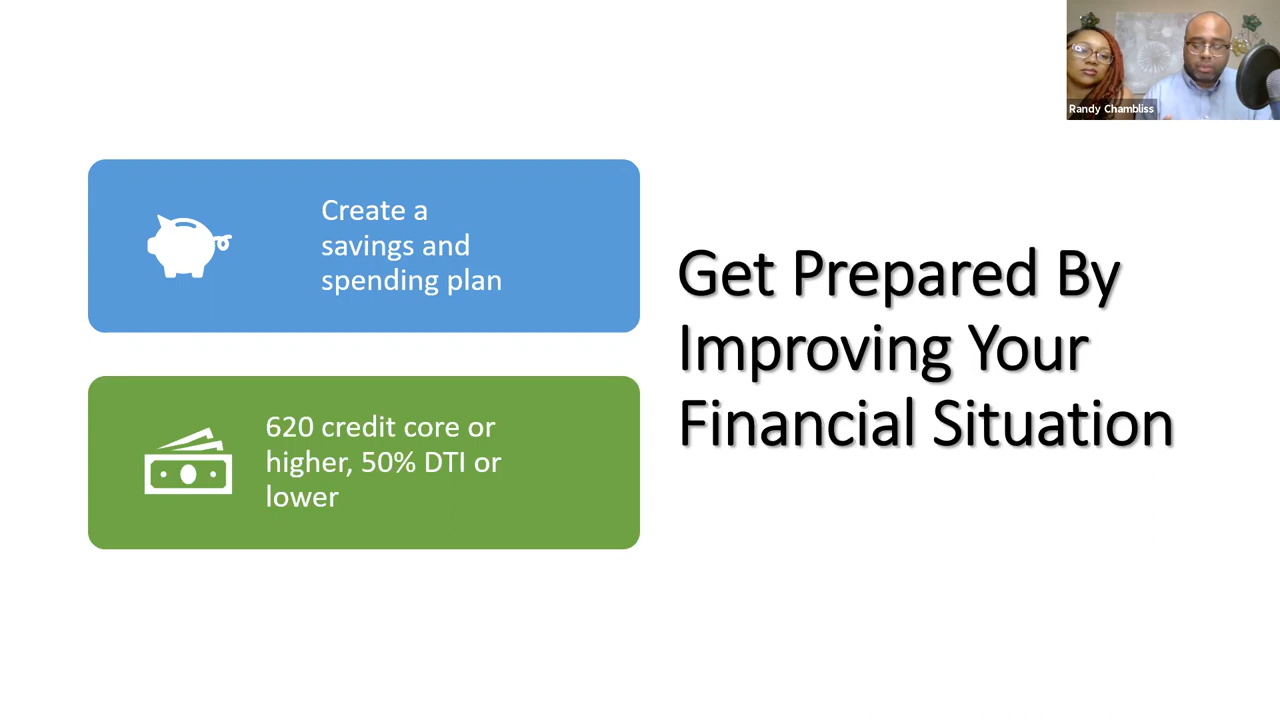 Randy Chambliss
Create a
savings and
spending plan
620 credit core or
higher, 50% DTI or
lower
Get Prepared By
Improving Your
Financial Situation